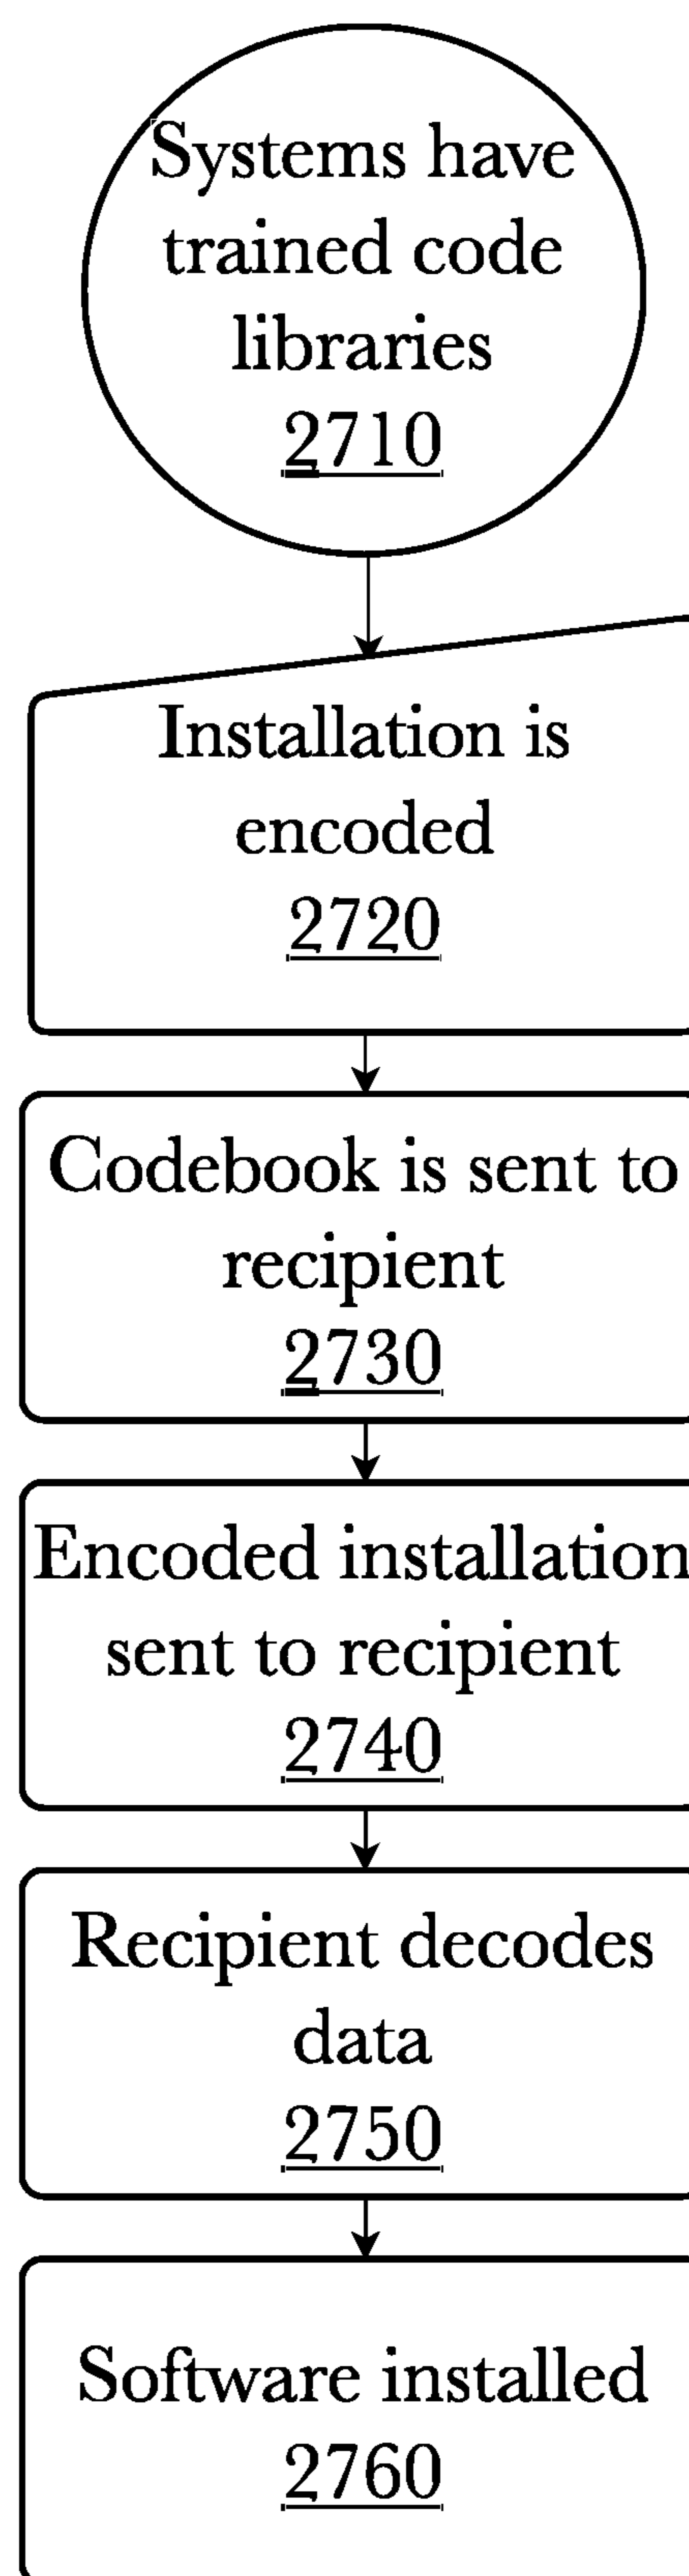 Systems have
trained code
libraries
2710
Installation is
encoded
2720
Codebook is sent to
recipient
2730
Encoded installation
sent to recipient
2740
Recipient decodes
data
2750
Software installed
2760